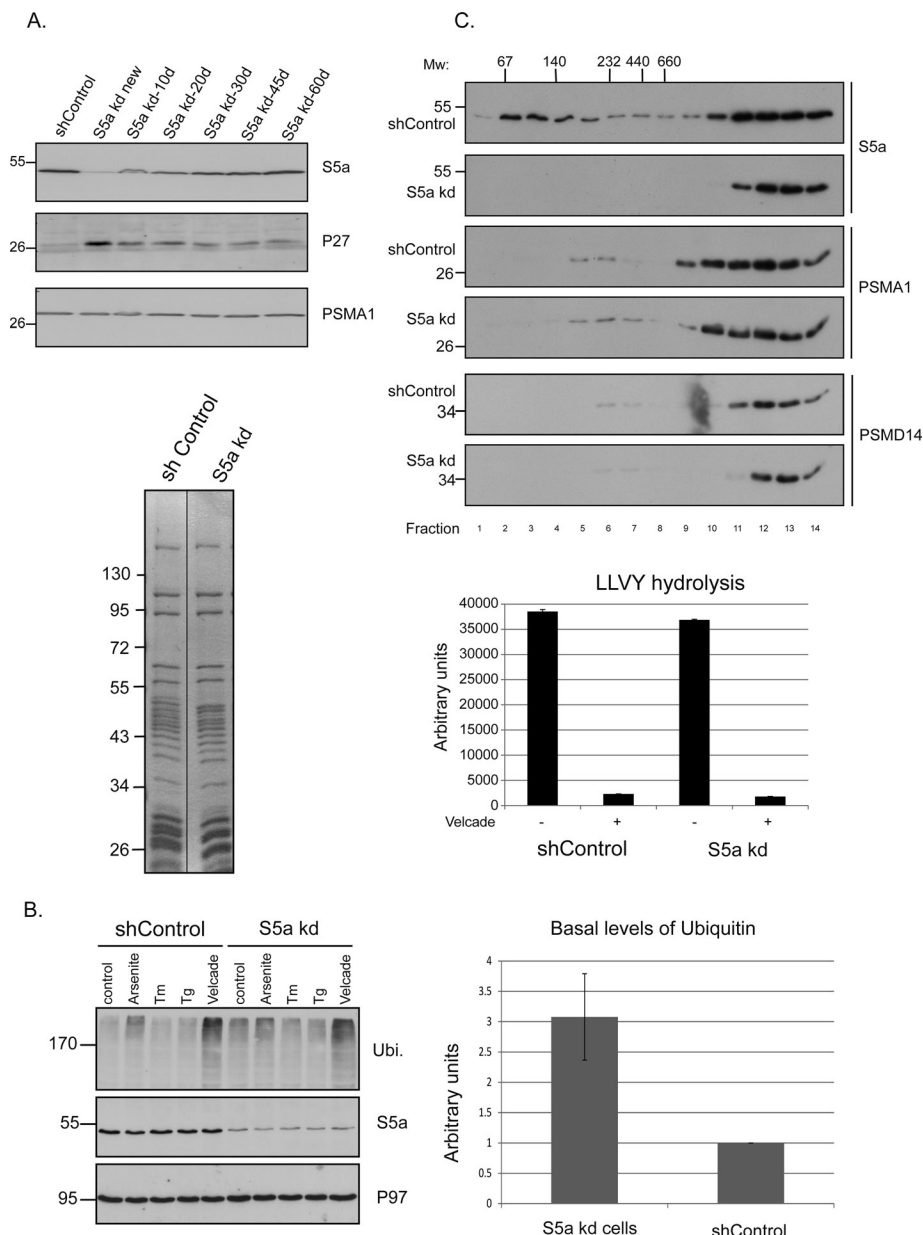 A.
shControl
S5a kd new
S5a kd-10d
S5a kd-20d
S5a kd-30d
S5a kd-45d
S5a kd-60d
55
S5a
26
P27
26
PSMA1
sh Control
S5a kd
130
95
72
55
43
34
26
C.
Mw: 67 140 232 440 660
55
shControl
55
S5a kd
S5a
shControl
26
S5a kd
26
PSMA1
shControl
34
S5a kd
34
PSMD14
Fraction 1 2 3 4 5 6 7 8 9 10 11 12 13 14
LLVY hydrolysis
Arbitrary units
40000
35000
30000
25000
20000
15000
10000
5000
0
Velcade - + - +
shControl S5a kd
B.
shControl S5a kd
control Arsenite Tm Tg Velcade control Arsenite Tm Tg Velcade
170
Ubi.
55
S5a
95
P97
Basal levels of Ubiquitin
Arbitrary units
4
3.5
3
2.5
2
1.5
1
0.5
0
S5a kd cells shControl